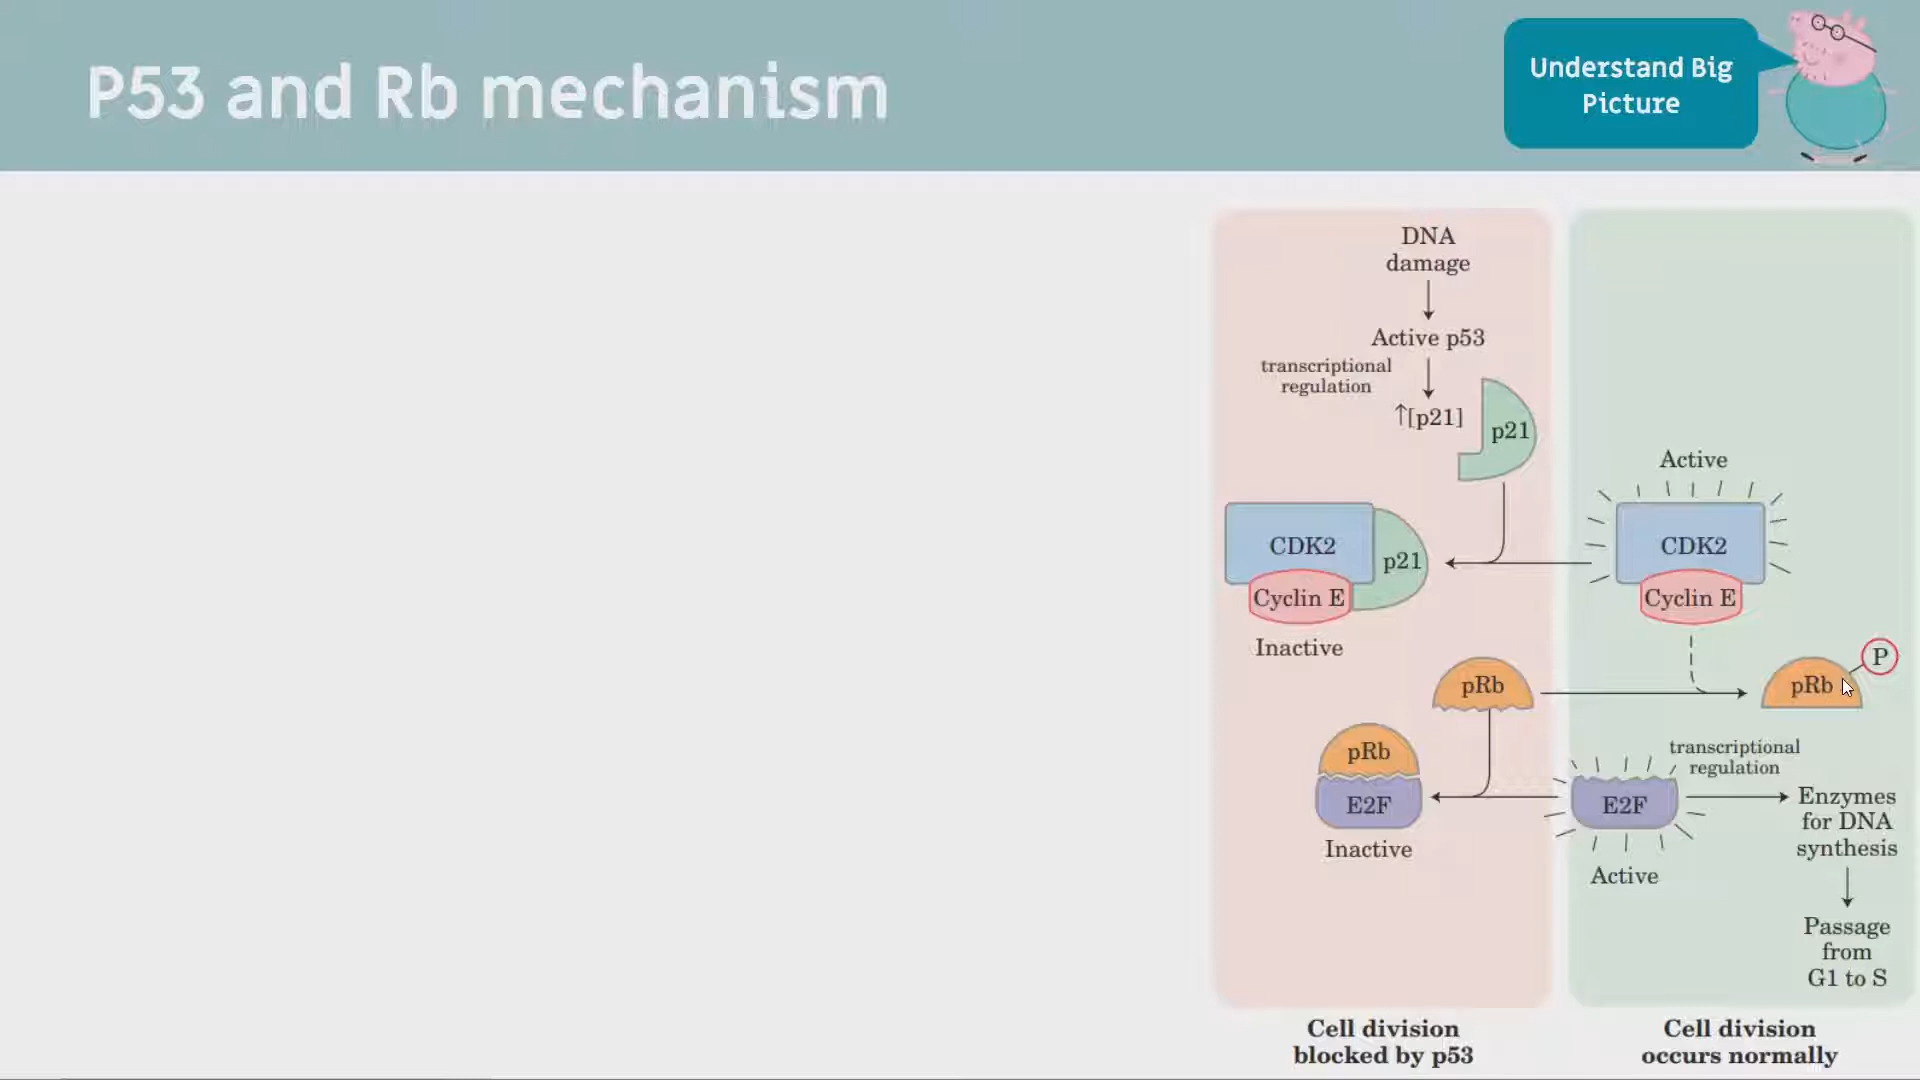 P53 and Rb mechanism
Understand Big
Picture
DNA
damage
Active p53
transcriptional
regulation
↑[p21]
p21
CDK2
p21
Cyclin E
Inactive
pRb
pRb
E2F
Inactive
Cell division
blocked by p53
Active
CDK2
Cyclin E
P
pRb
transcriptional
regulation
E2F
Active
Enzymes
for DNA
synthesis
Passage
from
G1 to S
Cell division
occurs normally